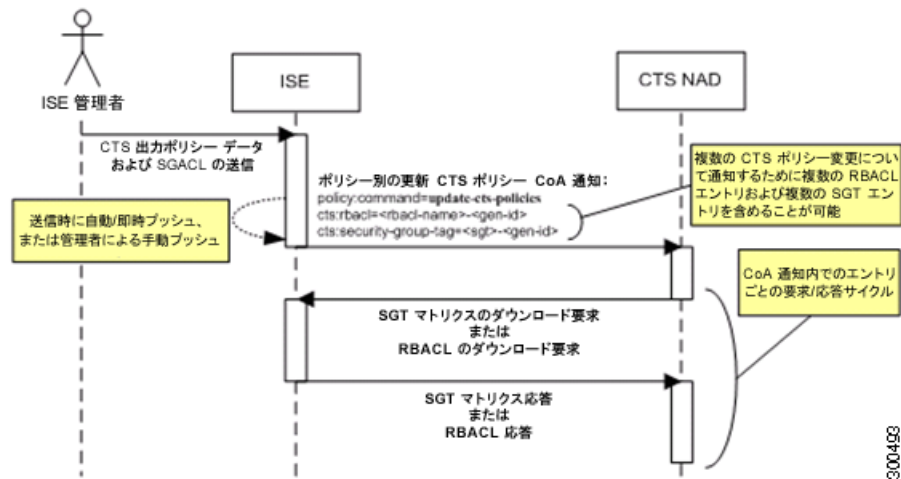 ISE
CTS NAD
ISE 管理者
CTS 出力ポリシー データ
および SGACL の送信
ポリシー別の更新 CTS ポリシー CoA 通知:
policy:command=update-cts-policies
cts:rbacl=<rbacl-name>-<gen-id>
cts:security-group-tag=<sgt>-<gen-id>
複数の CTS ポリシー変更につい
て通知するために複数の RBACL
エントリおよび複数の SGT エン
トリを含めることが可能
送信時に自動/即時プッシュ、
または管理者による手動プッシュ
CoA 通知内でのエントリ
ごとの要求/応答サイクル
SGT マトリクスのダウンロード要求
または
RBACL のダウンロード要求
SGT マトリクス応答
または
RBACL 応答
300493